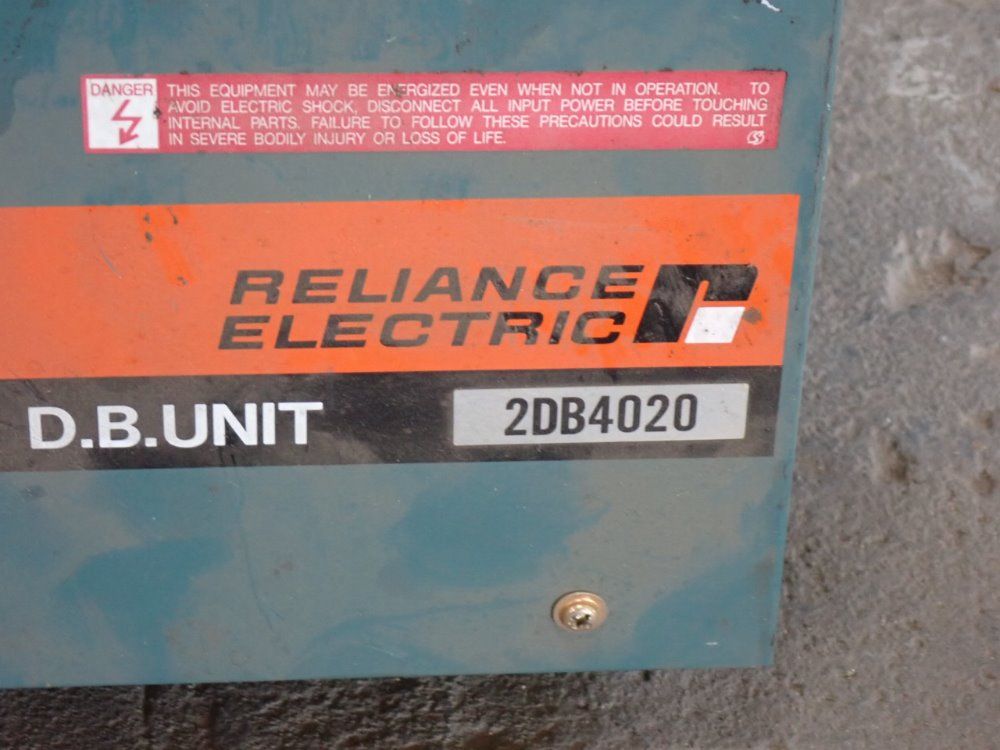 DANGER
THIS EQUIPMENT MAY BE ENERGIZED EVEN WHEN NOT IN OPERATION. TO
AVOID ELECTRIC SHOCK, DISCONNECT ALL INPUT POWER BEFORE TOUCHING
INTERNAL PARTS. FAILURE TO FOLLOW THESE PRECAUTIONS COULD RESULT
IN SEVERE BODILY INJURY OR LOSS OF LIFE.
RELIANCE
ELECTRIC
D.B.UNIT 2DB4020